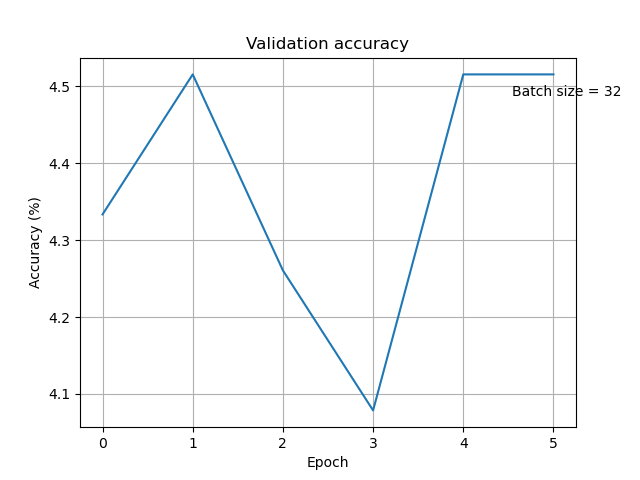 Validation accuracy
Accuracy (%)
4.5
4.4
4.3
4.2
4.1
Batch size = 32
0 1 2 3 4 5
Epoch